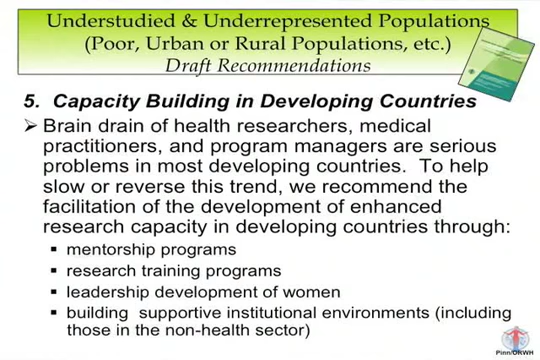 Understudied & Underrepresented Populations
(Poor, Urban or Rural Populations, etc.)
Draft Recommendations
5. Capacity Building in Developing Countries
➢ Brain drain of health researchers, medical
practitioners, and program managers are serious
problems in most developing countries. To help
slow or reverse this trend, we recommend the
facilitation of the development of enhanced
research capacity in developing countries through:
▪ mentorship programs
▪ research training programs
▪ leadership development of women
▪ building supportive institutional environments (including
those in the non-health sector)
Pinn/ORWH